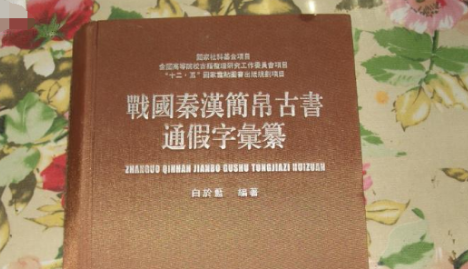 國家社科基金項目
全國高等院校古籍整理研究工作委員會項目
“十二·五”國家重點圖書出版規劃項目
戰國秦漢簡帛古書
通假字彙纂
ZHANGUO QINHAN JIANBO GUSHU TONGJIAZI HUIZUAN
白於藍 編著